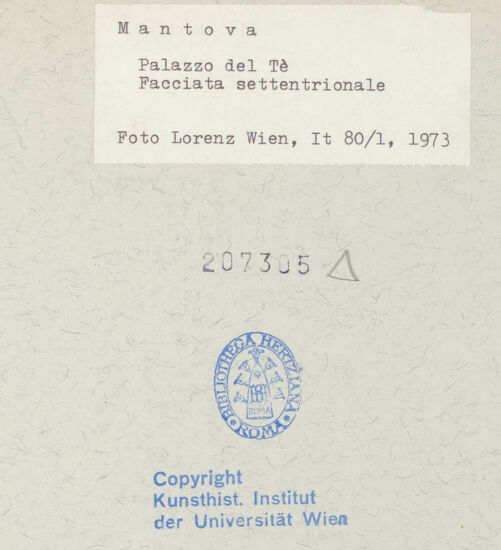 Mantova
Palazzo del Tè
Facciata settentrionale
Foto Lorenz Wien, It 80/1, 1973
207305
BIBLIOTHECA HERTZIANA
ROMA
ROMA
Copyright
Kunsthist. Institut
der Universität Wien